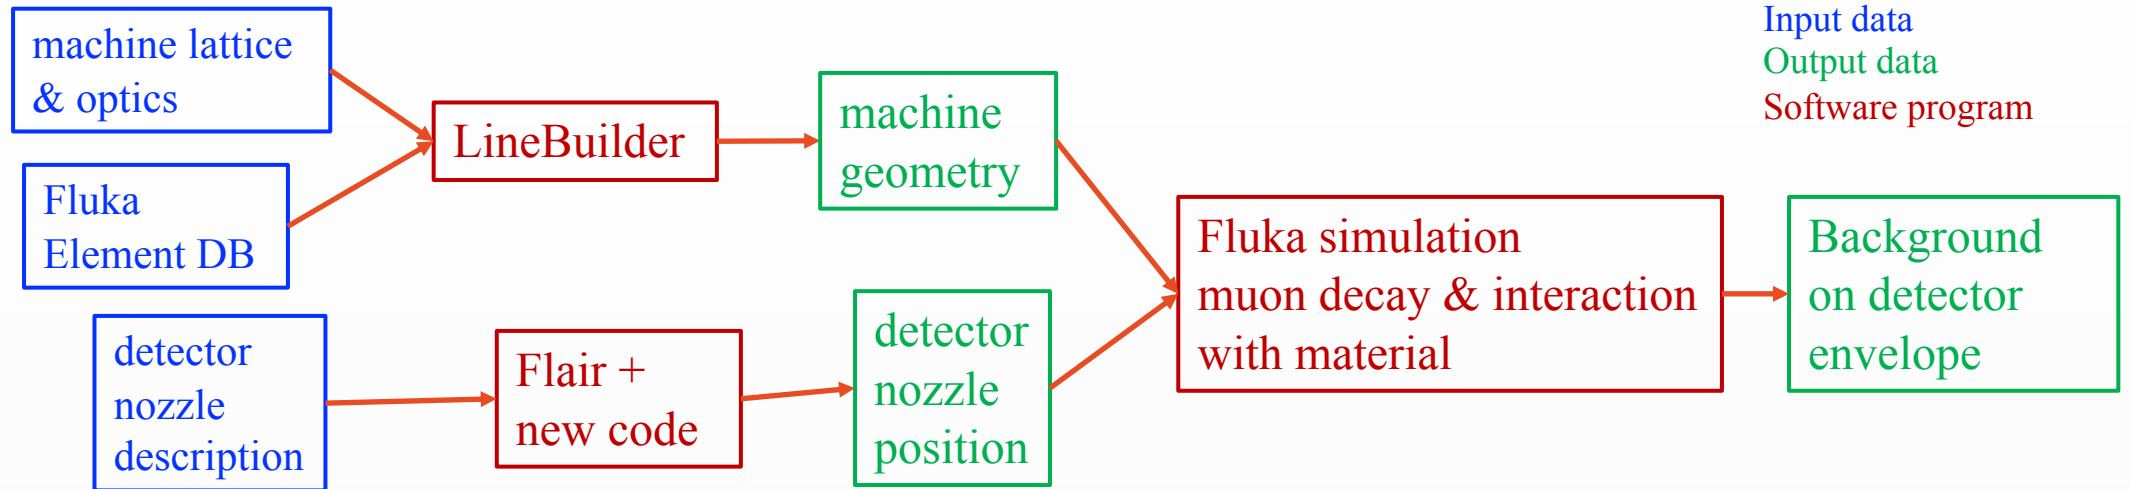 machine lattice
& optics
Fluka
Element DB
LineBuilder
machine
geometry
detector
nozzle
description
Flair +
new code
detector
nozzle
position
Fluka simulation
muon decay & interaction
with material
Background
on detector
envelope
Input data
Output data
Software program